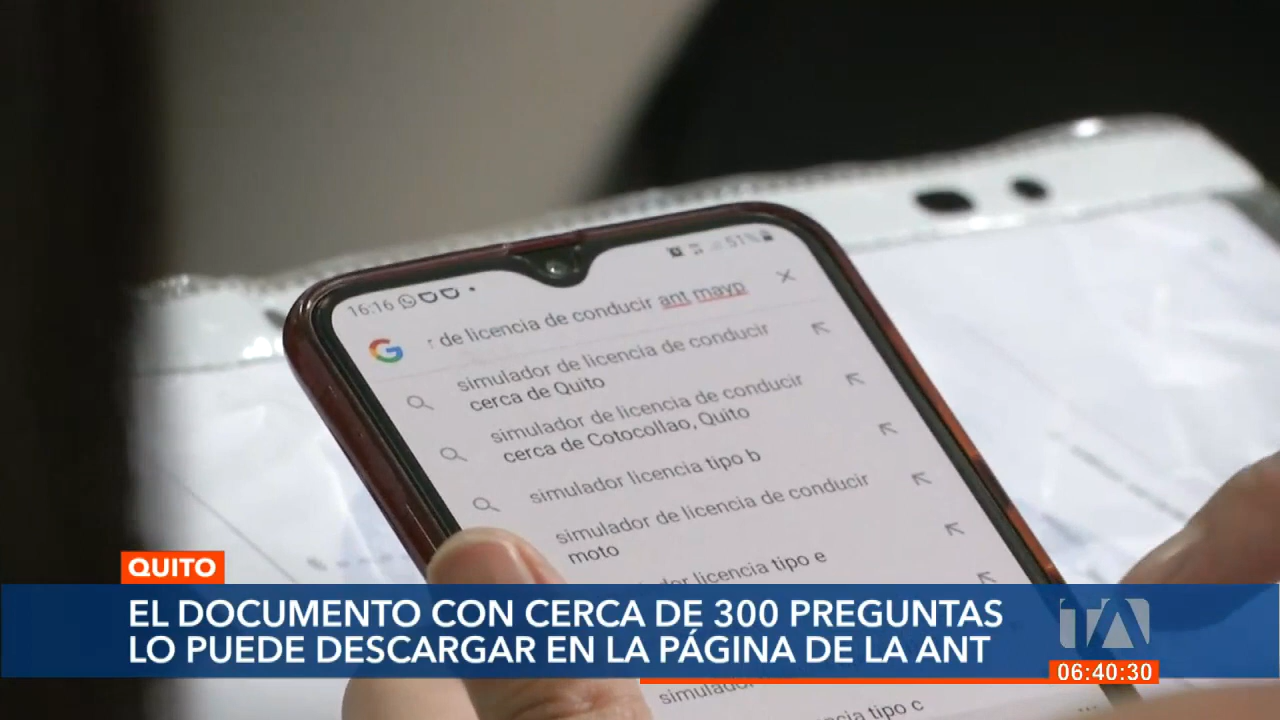 16:16
51%
r de licencia de conducir ant mayp
simulador de licencia de conducir
cerca de Quito
simulador de licencia de conducir
cerca de Cotocollao, Quito
simulador licencia tipo b
simulador de licencia de conducir
moto
licencia tipo e
QUITO
EL DOCUMENTO CON CERCA DE 300 PREGUNTAS
LO PUEDE DESCARGAR EN LA PÁGINA DE LA ANT
TA
06:40:30
simulador
tipo c